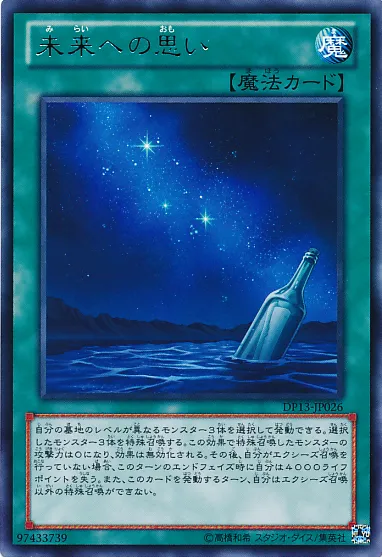 未来への思い
【魔法カード】
魔
DP13-JP026
自分の墓地のレベルが異なるモンスター3体を選択して発動できる。選択
したモンスター3体を特殊召喚する。この効果で特殊召喚したモンスターの
攻撃力は0になり、効果は無効化される。その後、自分がエクシーズ召喚を
行っていない場合、このターンのエンドフェイズ時に自分は4000ライフ
ポイントを失う。また、このカードを発動するターン、自分はエクシーズ召喚
以外の特殊召喚ができない。
97433739
©高橋和希 スタジオ・ダイス/集英社